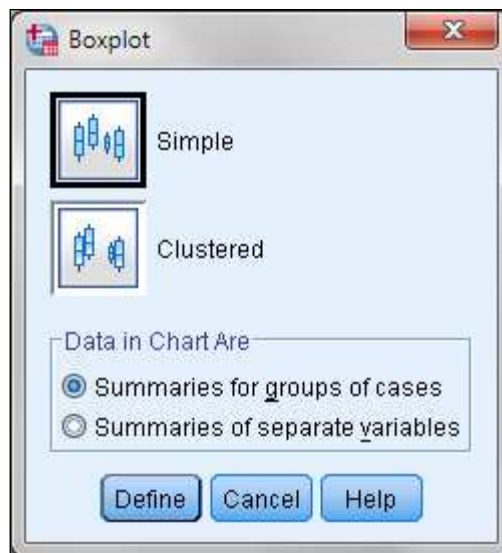 Boxplot
Simple
Clustered
Data in Chart Are
Summaries for groups of cases
Summaries of separate variables
Define Cancel Help